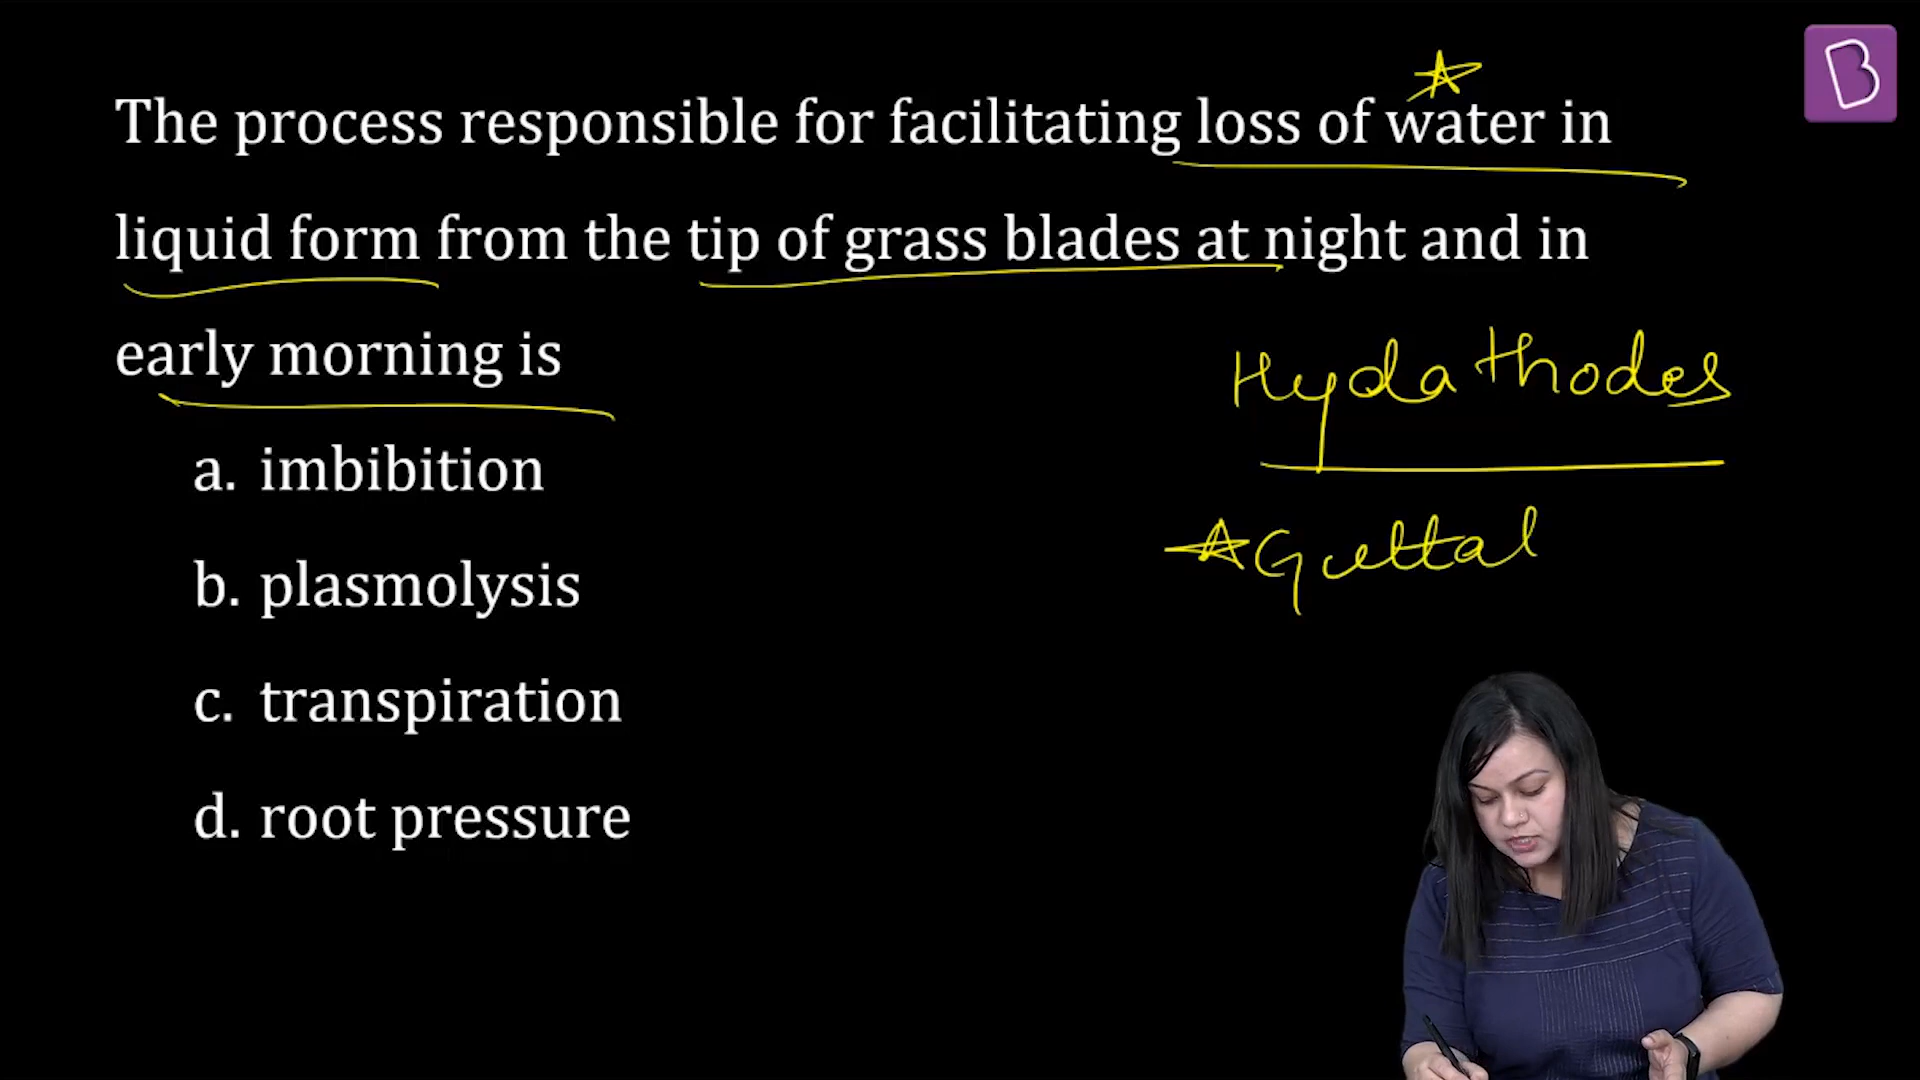 The process responsible for facilitating loss of water in
liquid form from the tip of grass blades at night and in
early morning is
Hydathodes
a. imbibition
Guttal
b. plasmolysis
c. transpiration
d. root pressure
B